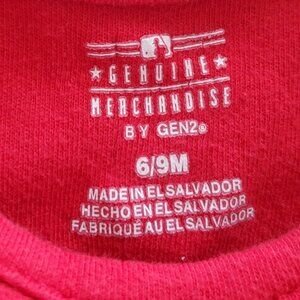 ★ GENUINE ★
MERCHANDISE
BY GEN2®
6/9M
MADE IN EL SALVADOR
HECHO EN EL SALVADOR
FABRIQUÉ AU EL SALVADOR